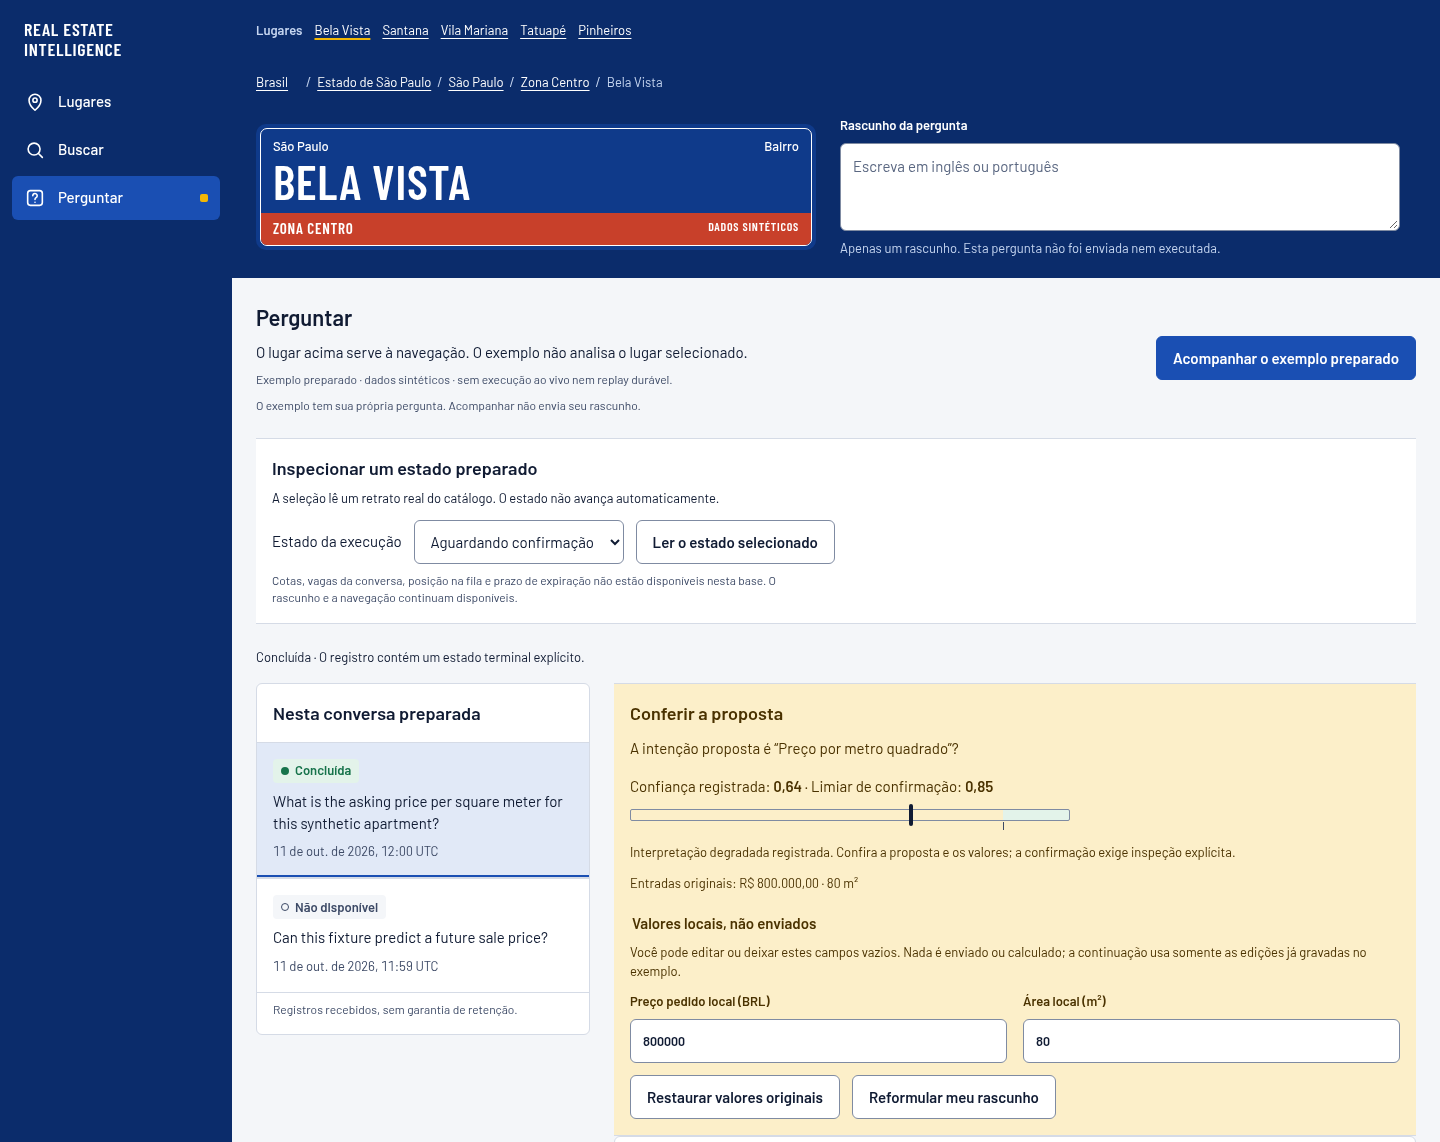 REAL ESTATE
INTELLIGENCE
Lugares
Buscar
Perguntar
Lugares Bela Vista Santana Vila Mariana Tatuapé Pinheiros
Brasil / Estado de São Paulo / São Paulo / Zona Centro / Bela Vista
São Paulo Bairro
BELA VISTA
ZONA CENTRO DADOS SINTÉTICOS
Rascunho da pergunta
Escreva em inglês ou português
Apenas um rascunho. Esta pergunta não foi enviada nem executada.
Perguntar
O lugar acima serve à navegação. O exemplo não analisa o lugar selecionado.
Exemplo preparado · dados sintéticos · sem execução ao vivo nem replay durável.
O exemplo tem sua própria pergunta. Acompanhar não envia seu rascunho.
Acompanhar o exemplo preparado
Inspecionar um estado preparado
A seleção lê um retrato real do catálogo. O estado não avança automaticamente.
Estado da execução Aguardando confirmação Ler o estado selecionado
Cotas, vagas da conversa, posição na fila e prazo de expiração não estão disponíveis nesta base. O
rascunho e a navegação continuam disponíveis.
Concluída · O registro contém um estado terminal explícito.
Nesta conversa preparada
Concluída
What is the asking price per square meter for
this synthetic apartment?
11 de out. de 2026, 12:00 UTC
Não disponível
Can this fixture predict a future sale price?
11 de out. de 2026, 11:59 UTC
Registros recebidos, sem garantia de retenção.
Conferir a proposta
A intenção proposta é “Preço por metro quadrado”?
Confiança registrada: 0,64 · Limiar de confirmação: 0,85
Interpretação degradada registrada. Confira a proposta e os valores; a confirmação exige inspeção explícita.
Entradas originais: R$ 800.000,00 · 80 m²
Valores locais, não enviados
Você pode editar ou deixar estes campos vazios. Nada é enviado ou calculado; a continuação usa somente as edições já gravadas no
exemplo.
Preço pedido local (BRL) Área local (m²)
800000 80
Restaurar valores originais Reformular meu rascunho